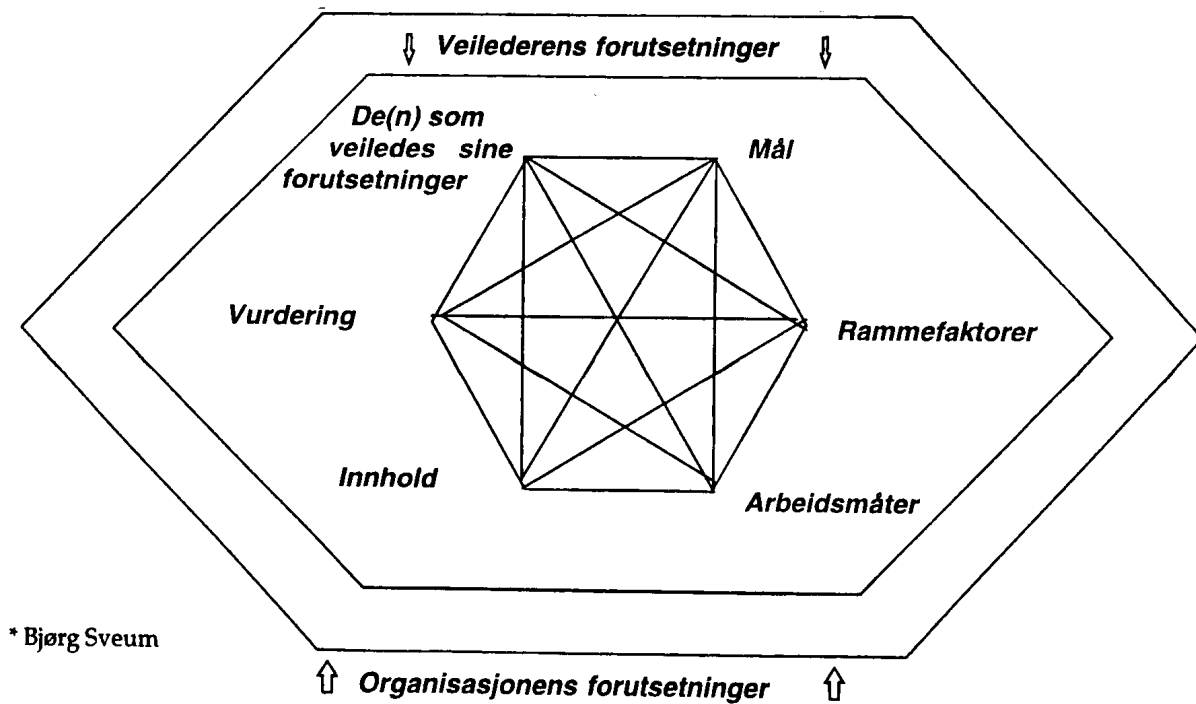 Veilederens forutsetninger
De(n) som
veiledes sine
forutsetninger
Mål
Vurdering
Rammefaktorer
Innhold
Arbeidsmåter
* Bjørg Sveum
Organisasjonens forutsetninger